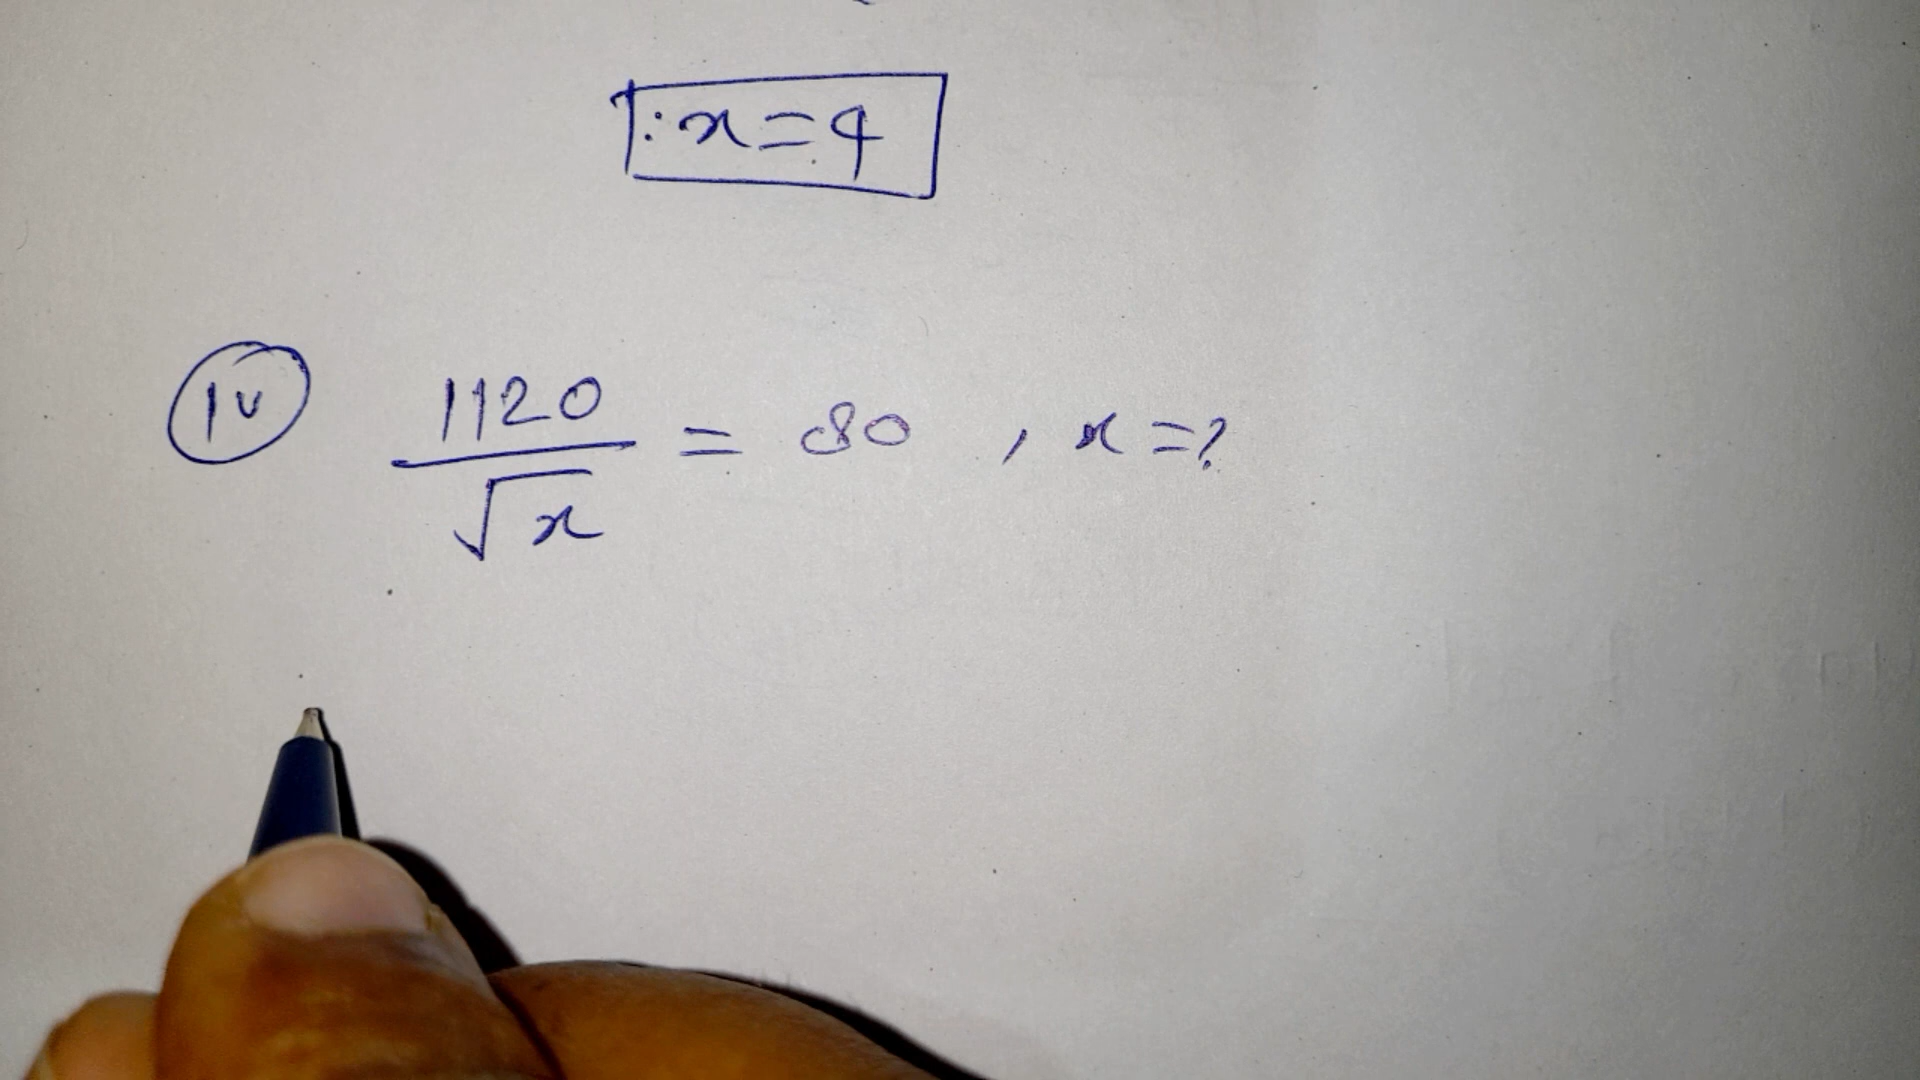 ∴ x = 4
(iv) 1120/√x = 80 , x = ?